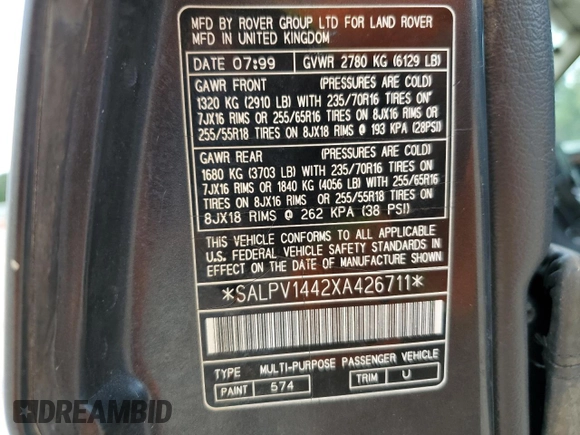 MFD BY ROVER GROUP LTD FOR LAND ROVER
MFD IN UNITED KINGDOM
DATE 07:99 GVWR 2780 KG (6129 LB)
GAWR FRONT (PRESSURES ARE COLD)
1320 KG (2910 LB) WITH 235/70R16 TIRES ON
7JX16 RIMS OR 255/65R16 TIRES ON 8JX16 RIMS OR
255/55R18 TIRES ON 8JX18 RIMS @ 193 KPA (28PSI)
GAWR REAR (PRESSURES ARE COLD)
1680 KG (3703 LB) WITH 235/70R16 TIRES ON
7JX16 RIMS OR 1840 KG (4056 LB) WITH 255/65R16
TIRES ON 8JX16 RIMS OR 255/55R18 TIRES ON
8JX18 RIMS @ 262 KPA (38 PSI)
THIS VEHICLE CONFORMS TO ALL APPLICABLE
U.S. FEDERAL VEHICLE SAFETY STANDARDS IN
EFFECT ON THE DATE OF MANUFACTURE SHOWN ABOVE
*SALPV1442XA426711*
TYPE MULTI-PURPOSE PASSENGER VEHICLE
PAINT 574 TRIM U
DREAMBID